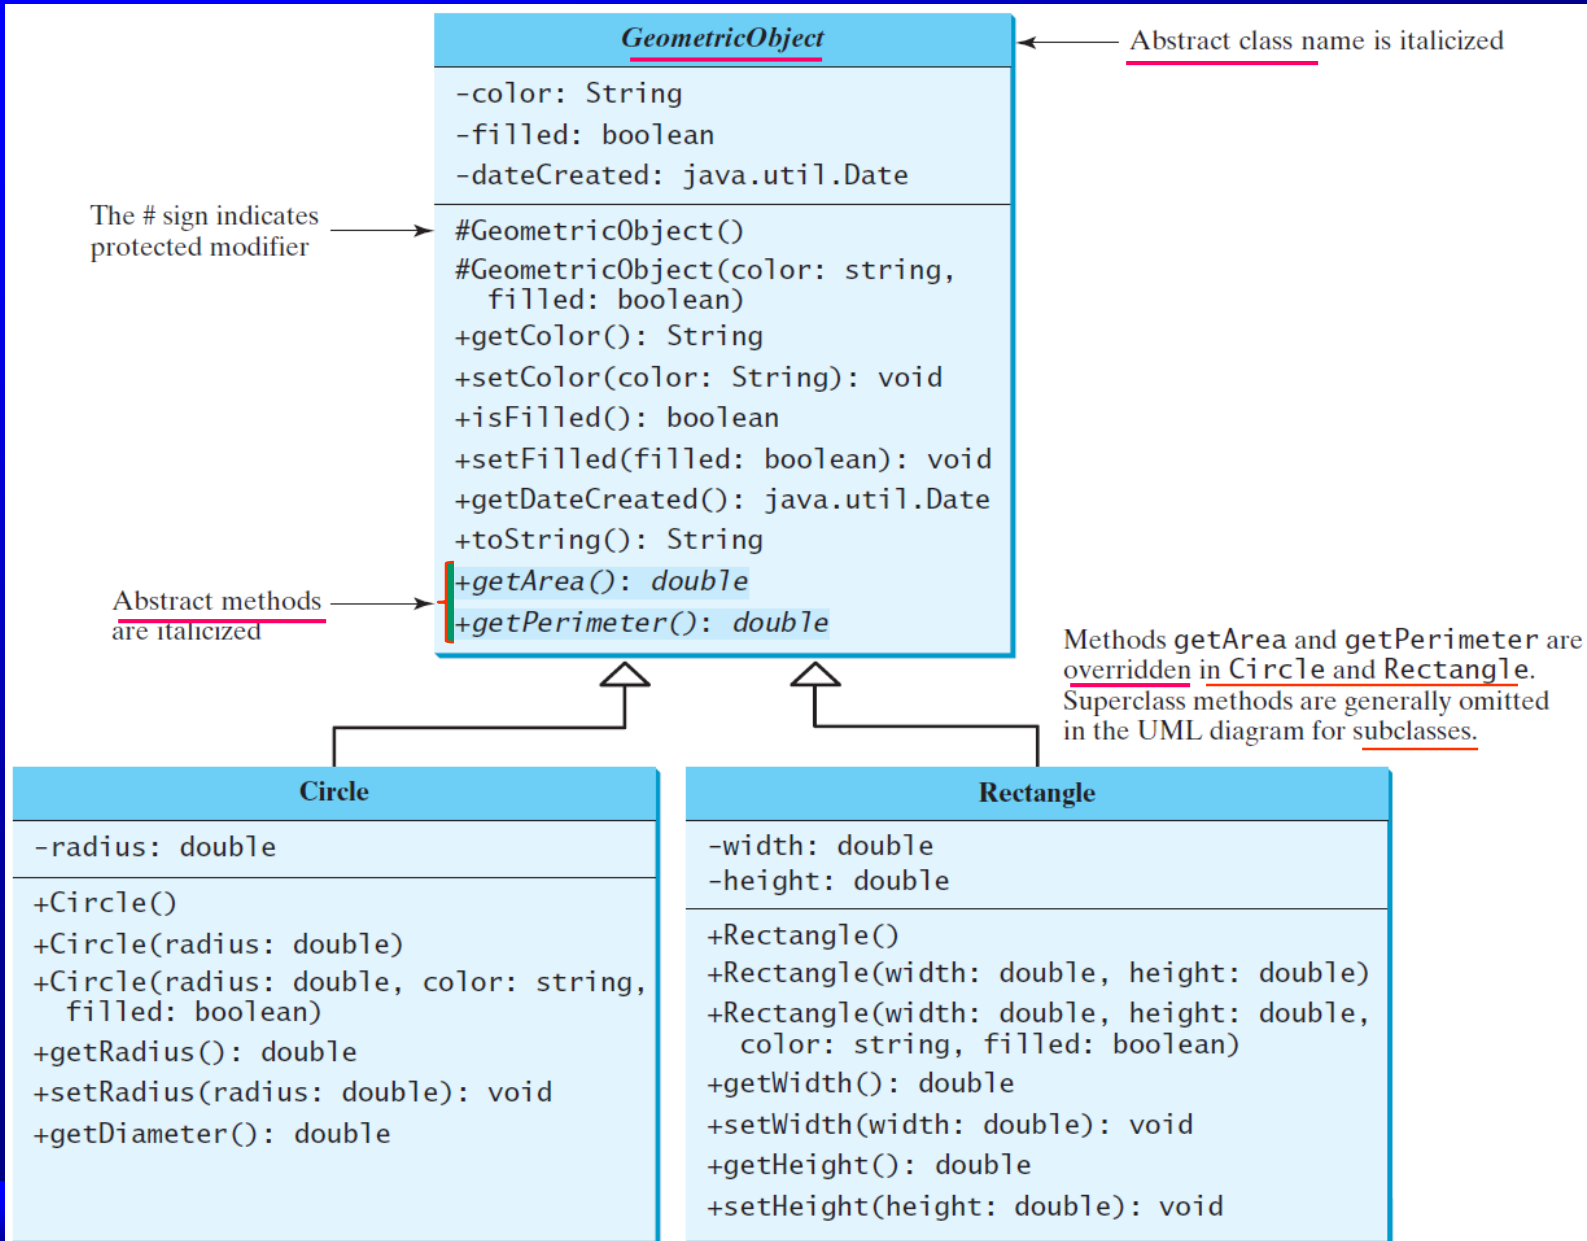 GeometricObject
Abstract class name is italicized
-color: String
-filled: boolean
-dateCreated: java.util.Date
The # sign indicates
protected modifier
#GeometricObject()
#GeometricObject(color: string,
filled: boolean)
+getColor(): String
+setColor(color: String): void
+isFilled(): boolean
+setFilled(filled: boolean): void
+getDateCreated(): java.util.Date
+toString(): String
+getArea(): double
+getPerimeter(): double
Abstract methods
are italicized
Methods getArea and getPerimeter are
overridden in Circle and Rectangle.
Superclass methods are generally omitted
in the UML diagram for subclasses.
Circle
-radius: double
+Circle()
+Circle(radius: double)
+Circle(radius: double, color: string,
filled: boolean)
+getRadius(): double
+setRadius(radius: double): void
+getDiameter(): double
Rectangle
-width: double
-height: double
+Rectangle()
+Rectangle(width: double, height: double)
+Rectangle(width: double, height: double,
color: string, filled: boolean)
+getWidth(): double
+setWidth(width: double): void
+getHeight(): double
+setHeight(height: double): void